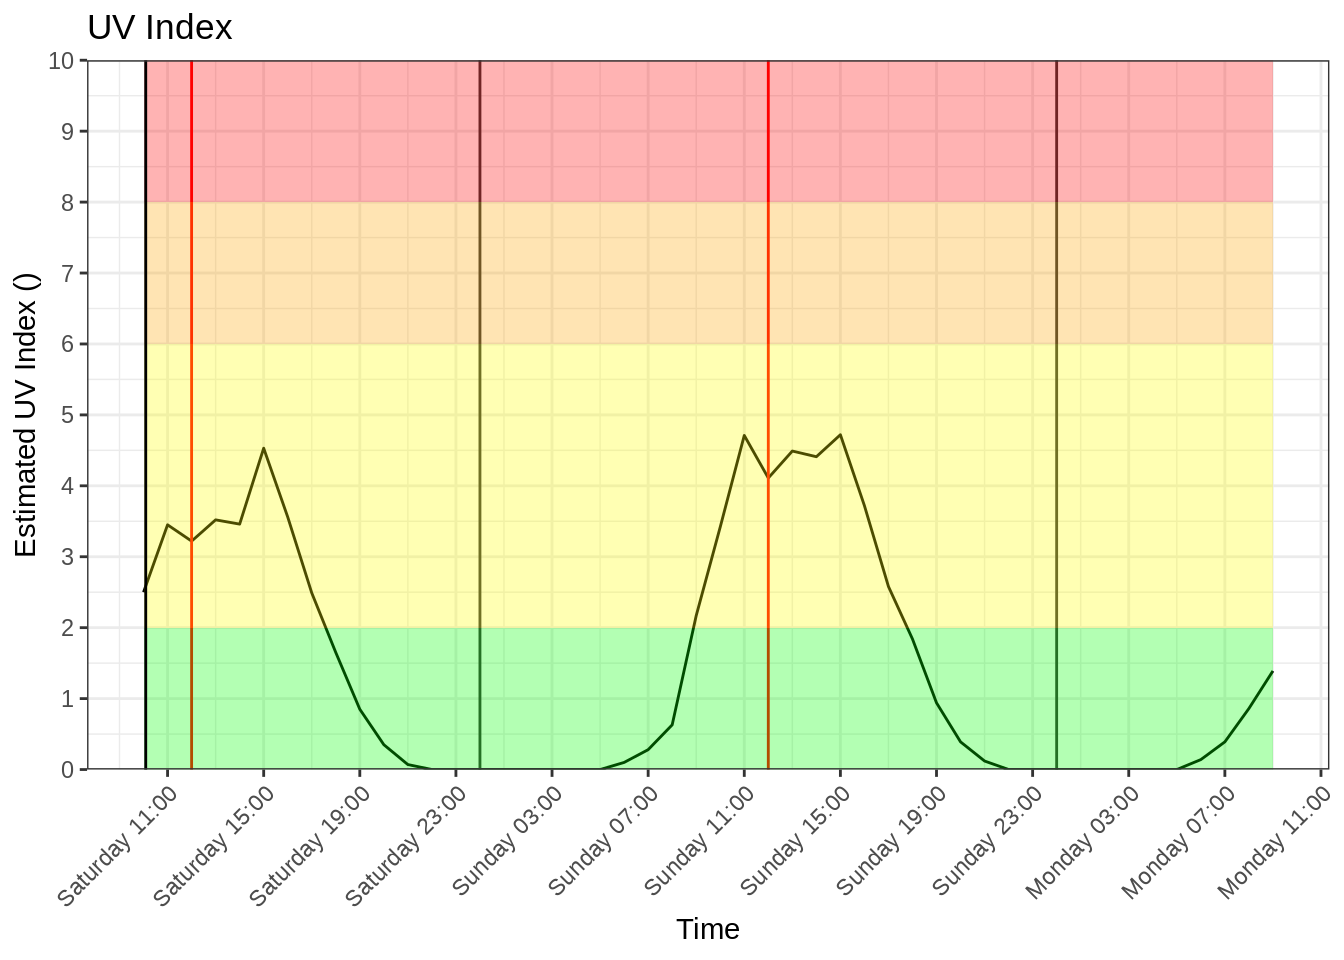 UV Index
Estimated UV Index ()
10
9
8
7
6
5
4
3
2
1
0
Saturday 11:00
Saturday 15:00
Saturday 19:00
Saturday 23:00
Sunday 03:00
Sunday 07:00
Sunday 11:00
Sunday 15:00
Sunday 19:00
Sunday 23:00
Monday 03:00
Monday 07:00
Monday 11:00
Time